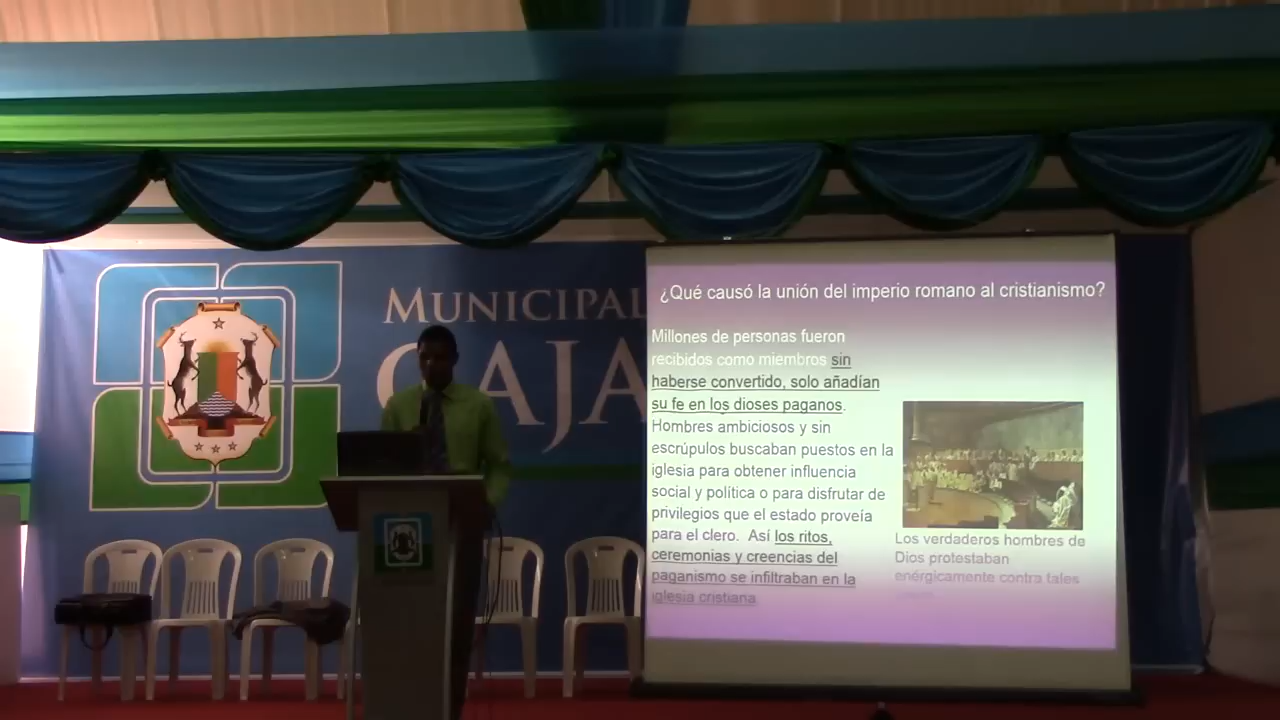 MUNICIPAL
CAJA
¿Qué causó la unión del imperio romano al cristianismo?
Millones de personas fueron
recibidos como miembros sin
haberse convertido, solo añadían
su fe en los dioses paganos.
Hombres ambiciosos y sin
escrúpulos buscaban puestos en la
iglesia para obtener influencia
social y política o para disfrutar de
privilegios que el estado proveía
para el clero. Así los ritos,
ceremonias y creencias del
paganismo se infiltraban en la
iglesia cristiana
Los verdaderos hombres de
Dios protestaban
enérgicamente contra tales